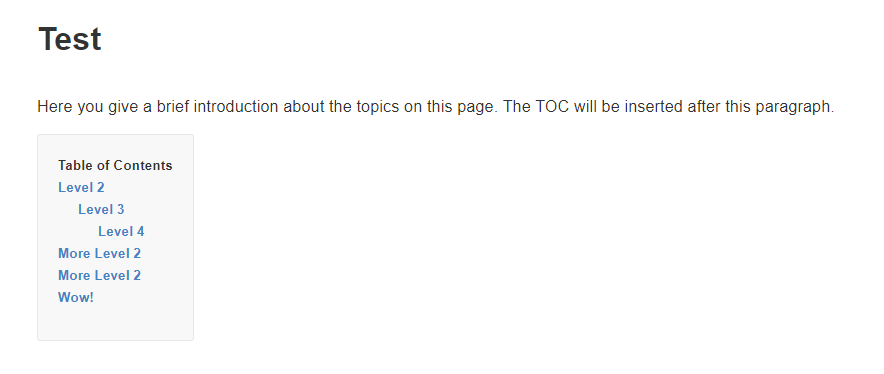 Test
Here you give a brief introduction about the topics on this page. The TOC will be inserted after this paragraph.
Table of Contents
Level 2
Level 3
Level 4
More Level 2
More Level 2
Wow!